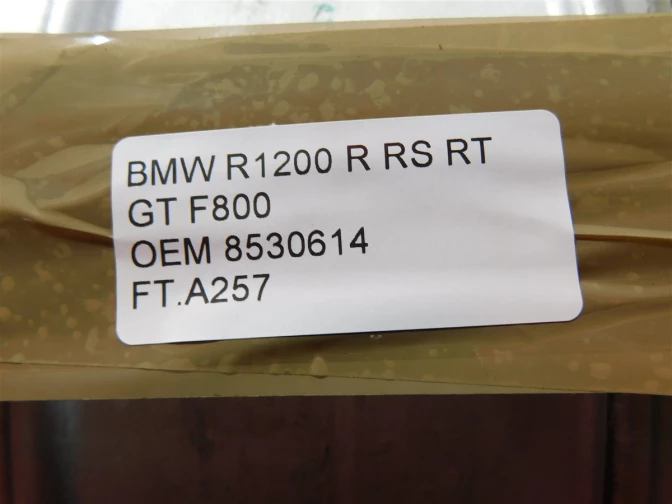 BMW R1200 R RS RT
GT F800
OEM 8530614
FT.A257